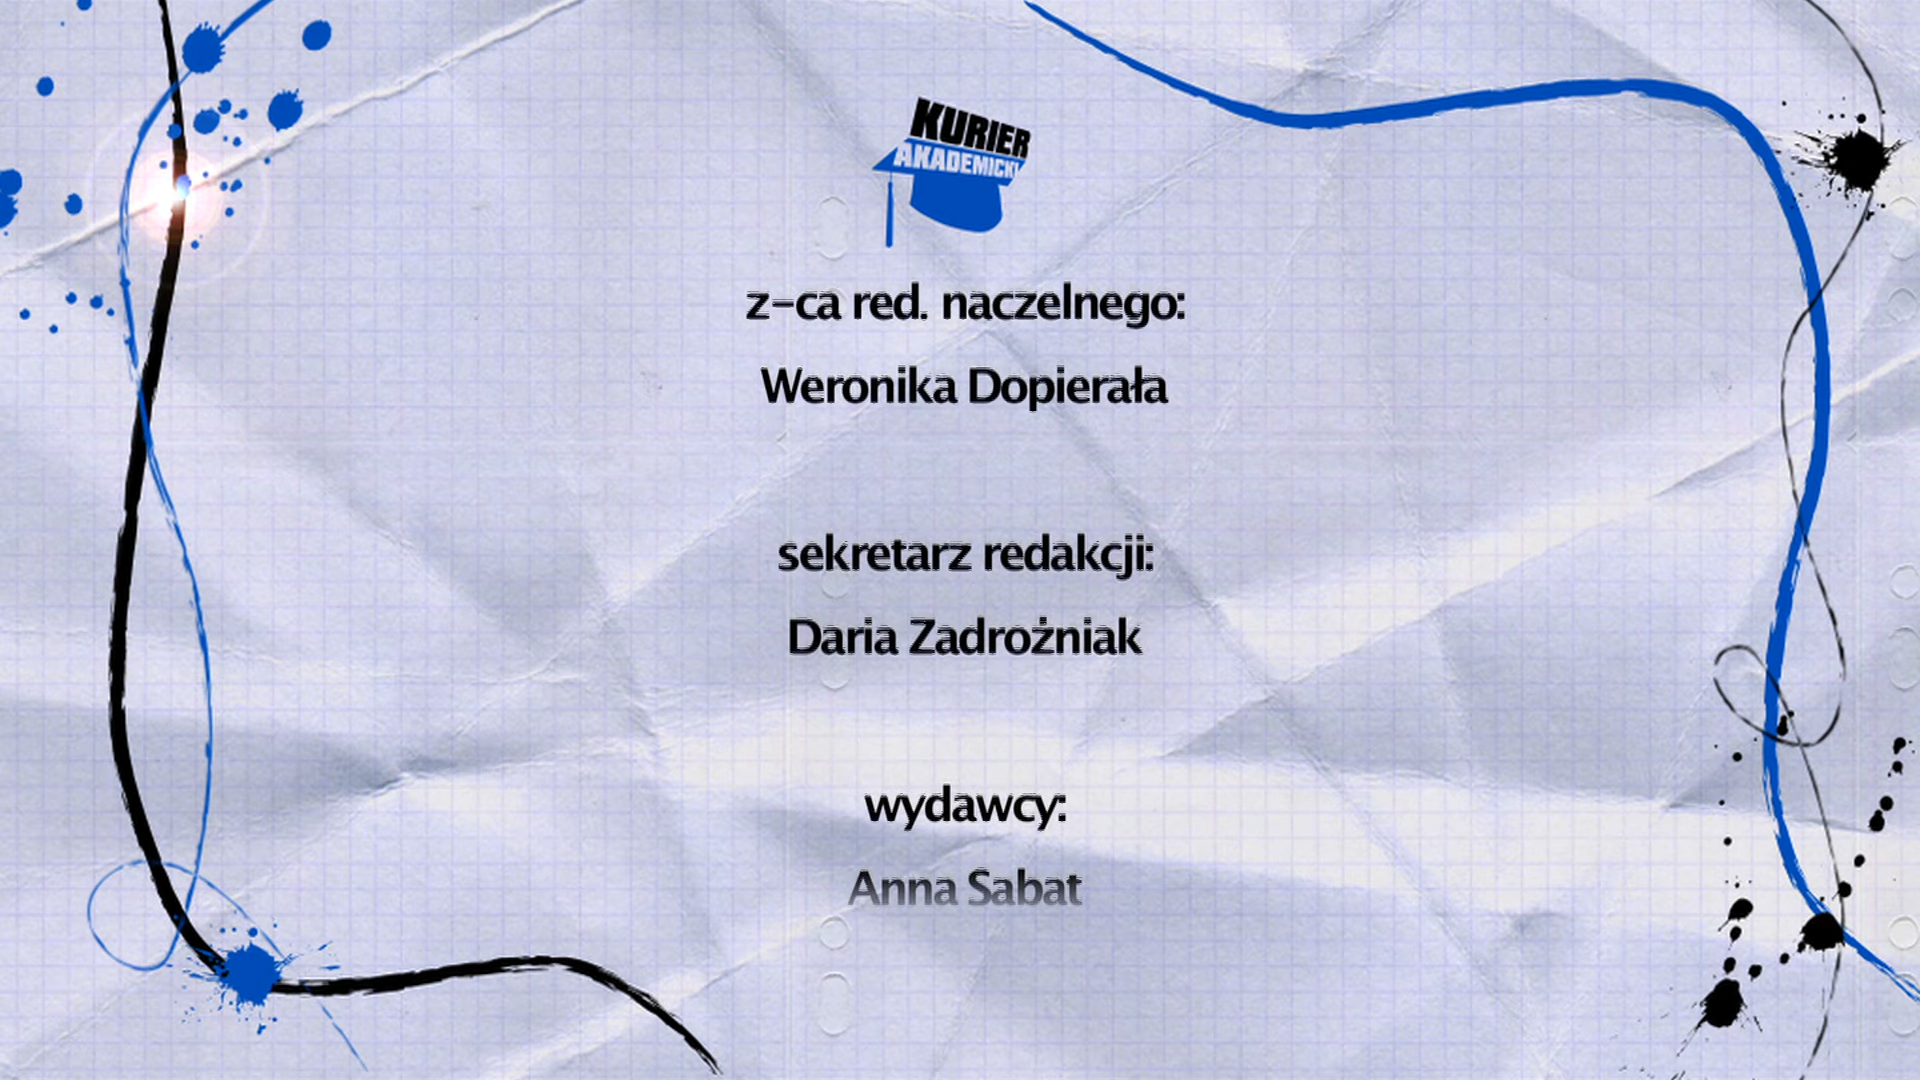 KURIER
AKADEMICKI
z-ca red. naczelnego:
Weronika Dopierała
sekretarz redakcji:
Daria Zadrożniak
wydawcy:
Anna Sabat